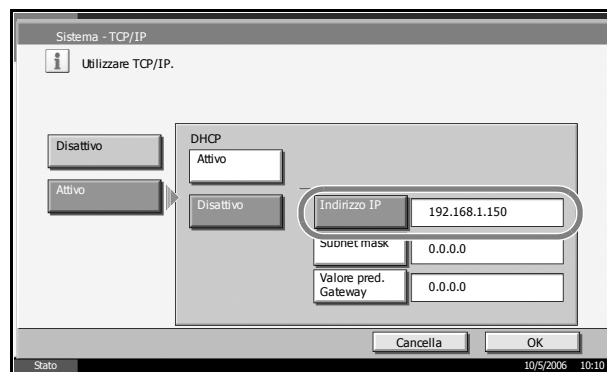 Sistema - TCP/IP
Utilizzare TCP/IP.
Disattivo
Attivo
DHCP
Attivo
Disattivo
Indirizzo IP
192.168.1.150
Subnet mask
0.0.0.0
Valore pred.
Gateway
0.0.0.0
Cancella
OK
Stato
10/5/2006 10:10